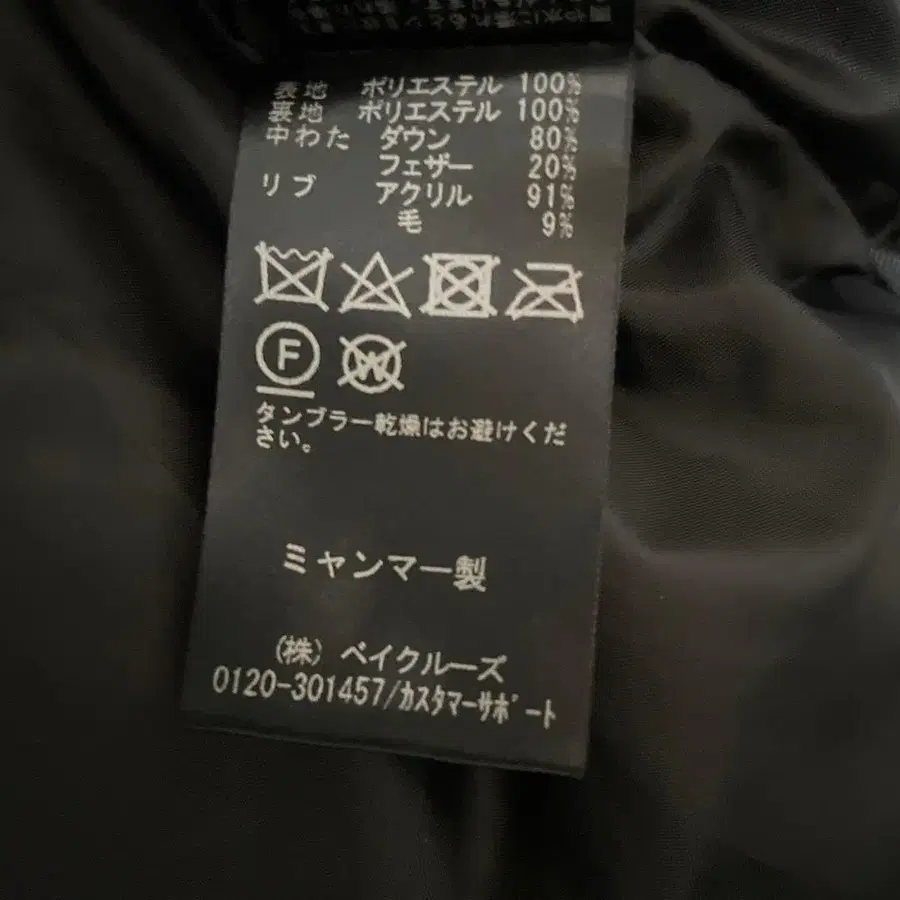 表地 ポリエステル 100%
裏地 ポリエステル 100%
中わた ダウン 80%
フェザー 20%
リブ アクリル 91%
毛 9%
F
W
タンブラー乾燥はお避けくだ
さい。
ミャンマー製
(株) ベイクルーズ
0120-301457/カスタマーサポート